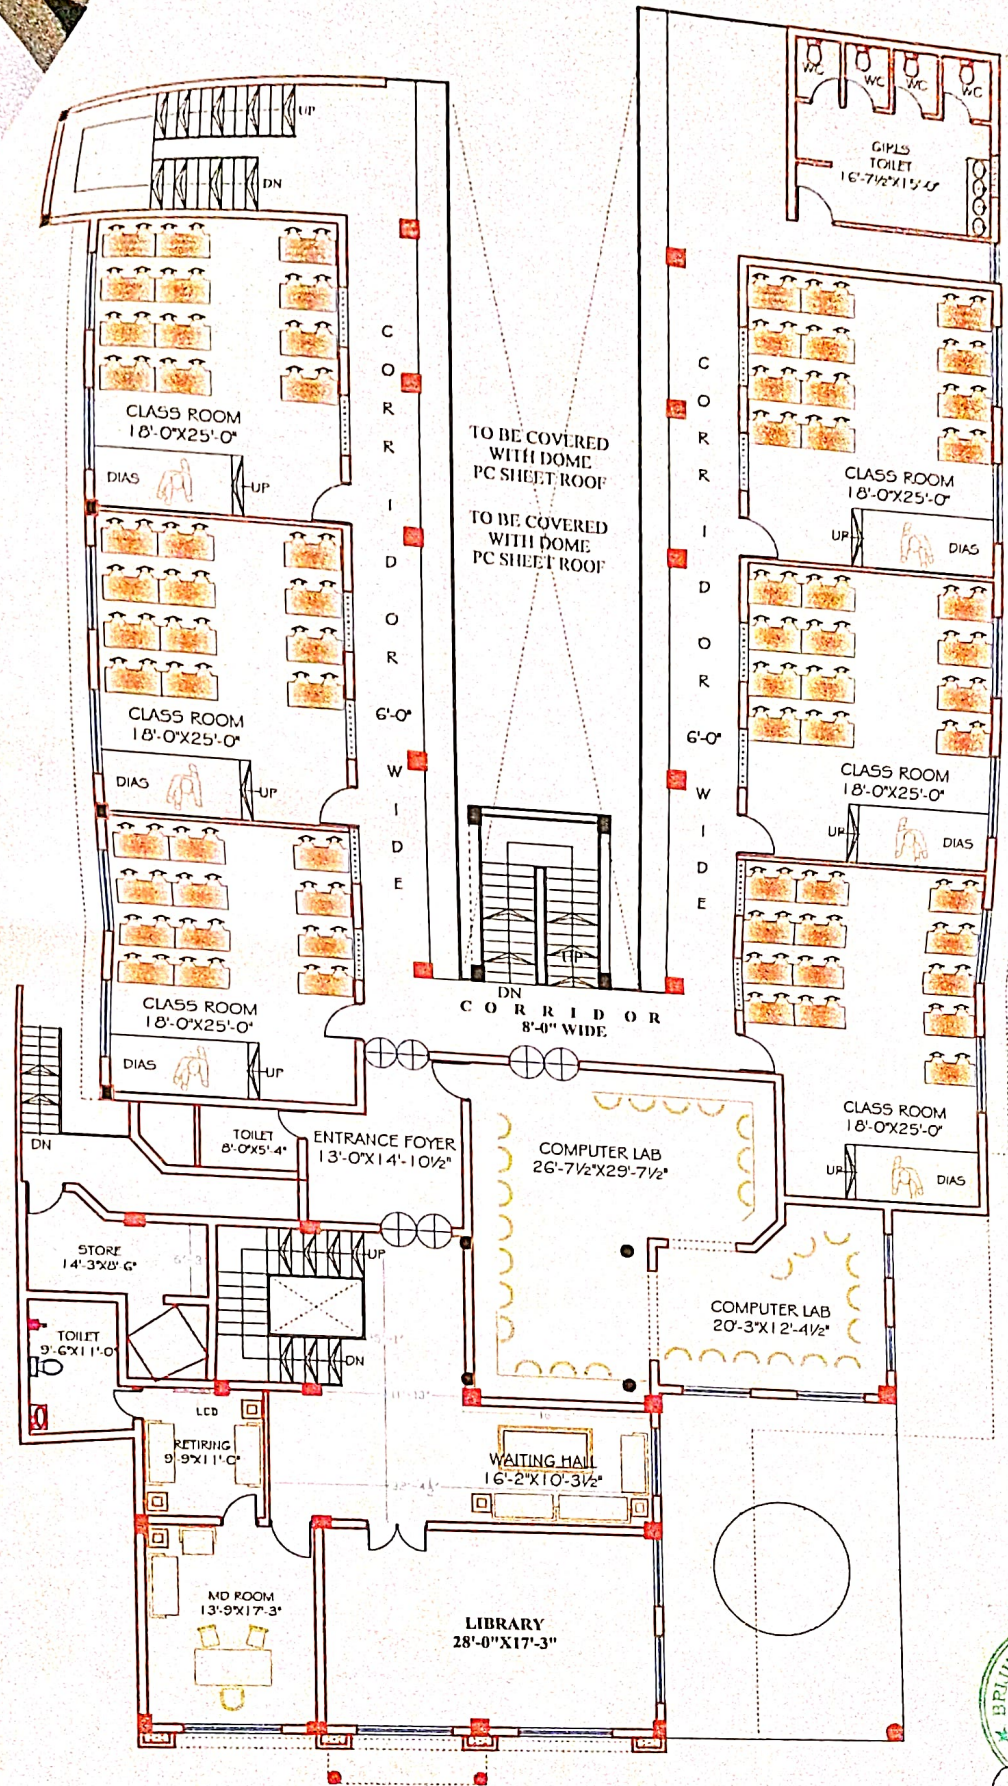 WC
WC
WC
WC
GIRLS
TOILET
16'-7½"X15'-0"
UP
DN
CLASS ROOM
18'-0"X25'-0"
DIAS
UP
CLASS ROOM
18'-0"X25'-0"
DIAS
UP
CLASS ROOM
18'-0"X25'-0"
DIAS
UP
CORRIDOR
6'-0"
WIDE
TO BE COVERED
WITH DOME
PC SHEET ROOF
TO BE COVERED
WITH DOME
PC SHEET ROOF
CORRIDOR
6'-0"
WIDE
CLASS ROOM
18'-0"X25'-0"
UP
DIAS
CLASS ROOM
18'-0"X25'-0"
UP
DIAS
CLASS ROOM
18'-0"X25'-0"
UP
DIAS
UP
DN
CORRIDOR
8'-0" WIDE
DN
TOILET
8'-0"X5'-4"
ENTRANCE FOYER
13'-0"X14'-10½"
COMPUTER LAB
26'-7½"X29'-7½"
STORE
14'-3"X8'-6"
UP
DN
COMPUTER LAB
20'-3"X12'-4½"
TOILET
9'-6"X11'-0"
LCD
RETIRING
9'-9"X11'-0"
WAITING HALL
16'-2"X10'-3½"
MD ROOM
13'-9"X17'-3"
LIBRARY
28'-0"X17'-3"